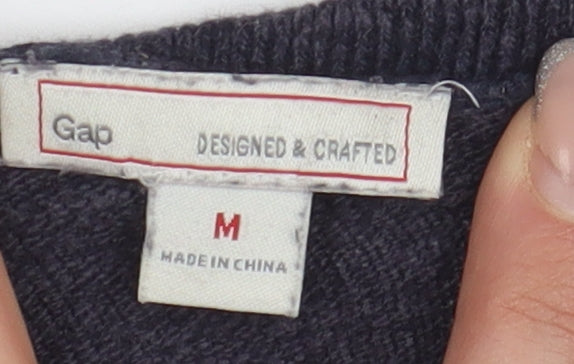 Gap DESIGNED & CRAFTED
M
MADE IN CHINA